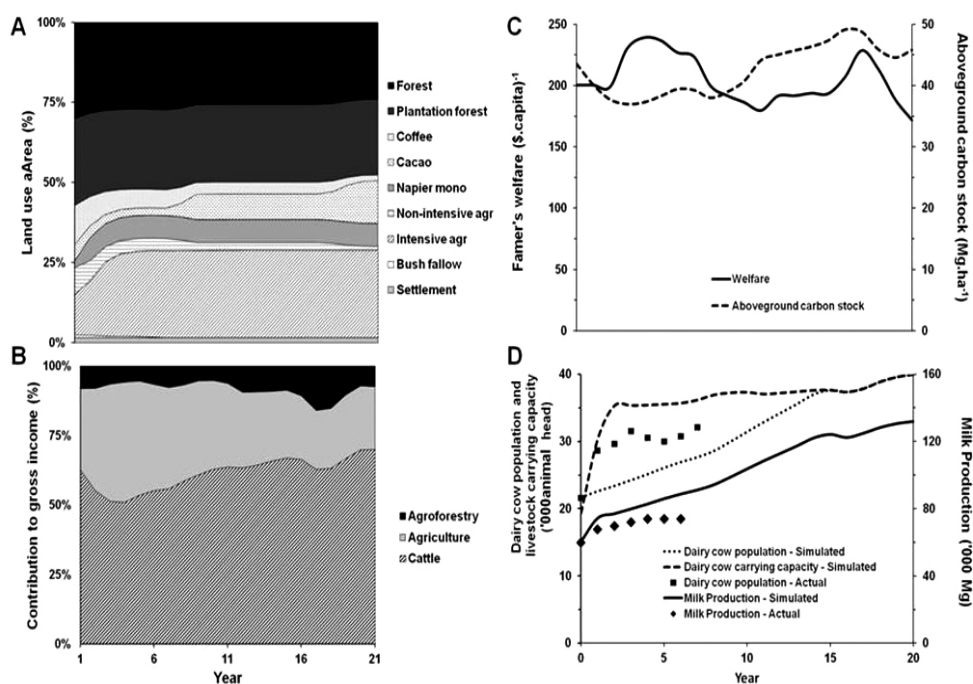 A
100%
75%
50%
25%
0%
Land use aArea (%)
Forest
Plantation forest
Coffee
Cacao
Napier mono
Non-intensive agr
Intensive agr
Bush fallow
Settlement
B
100%
75%
50%
25%
0%
Contribution to gross income (%)
1
6
11
16
21
Year
Agroforestry
Agriculture
Cattle
C
250
200
150
100
50
0
Famer's welfare ($.capita)-1
50
40
30
20
10
0
Aboveground carbon stock (Mg.ha-1)
Welfare
Aboveground carbon stock
D
40
30
20
10
0
Dairy cow population and
livestock carrying capacity
('000animal head)
160
120
80
40
0
Milk Production ('000 Mg)
Dairy cow population - Simulated
Dairy cow carrying capacity - Simulated
Dairy cow population - Actual
Milk Production - Simulated
Milk Production - Actual
0
5
10
15
20
Year